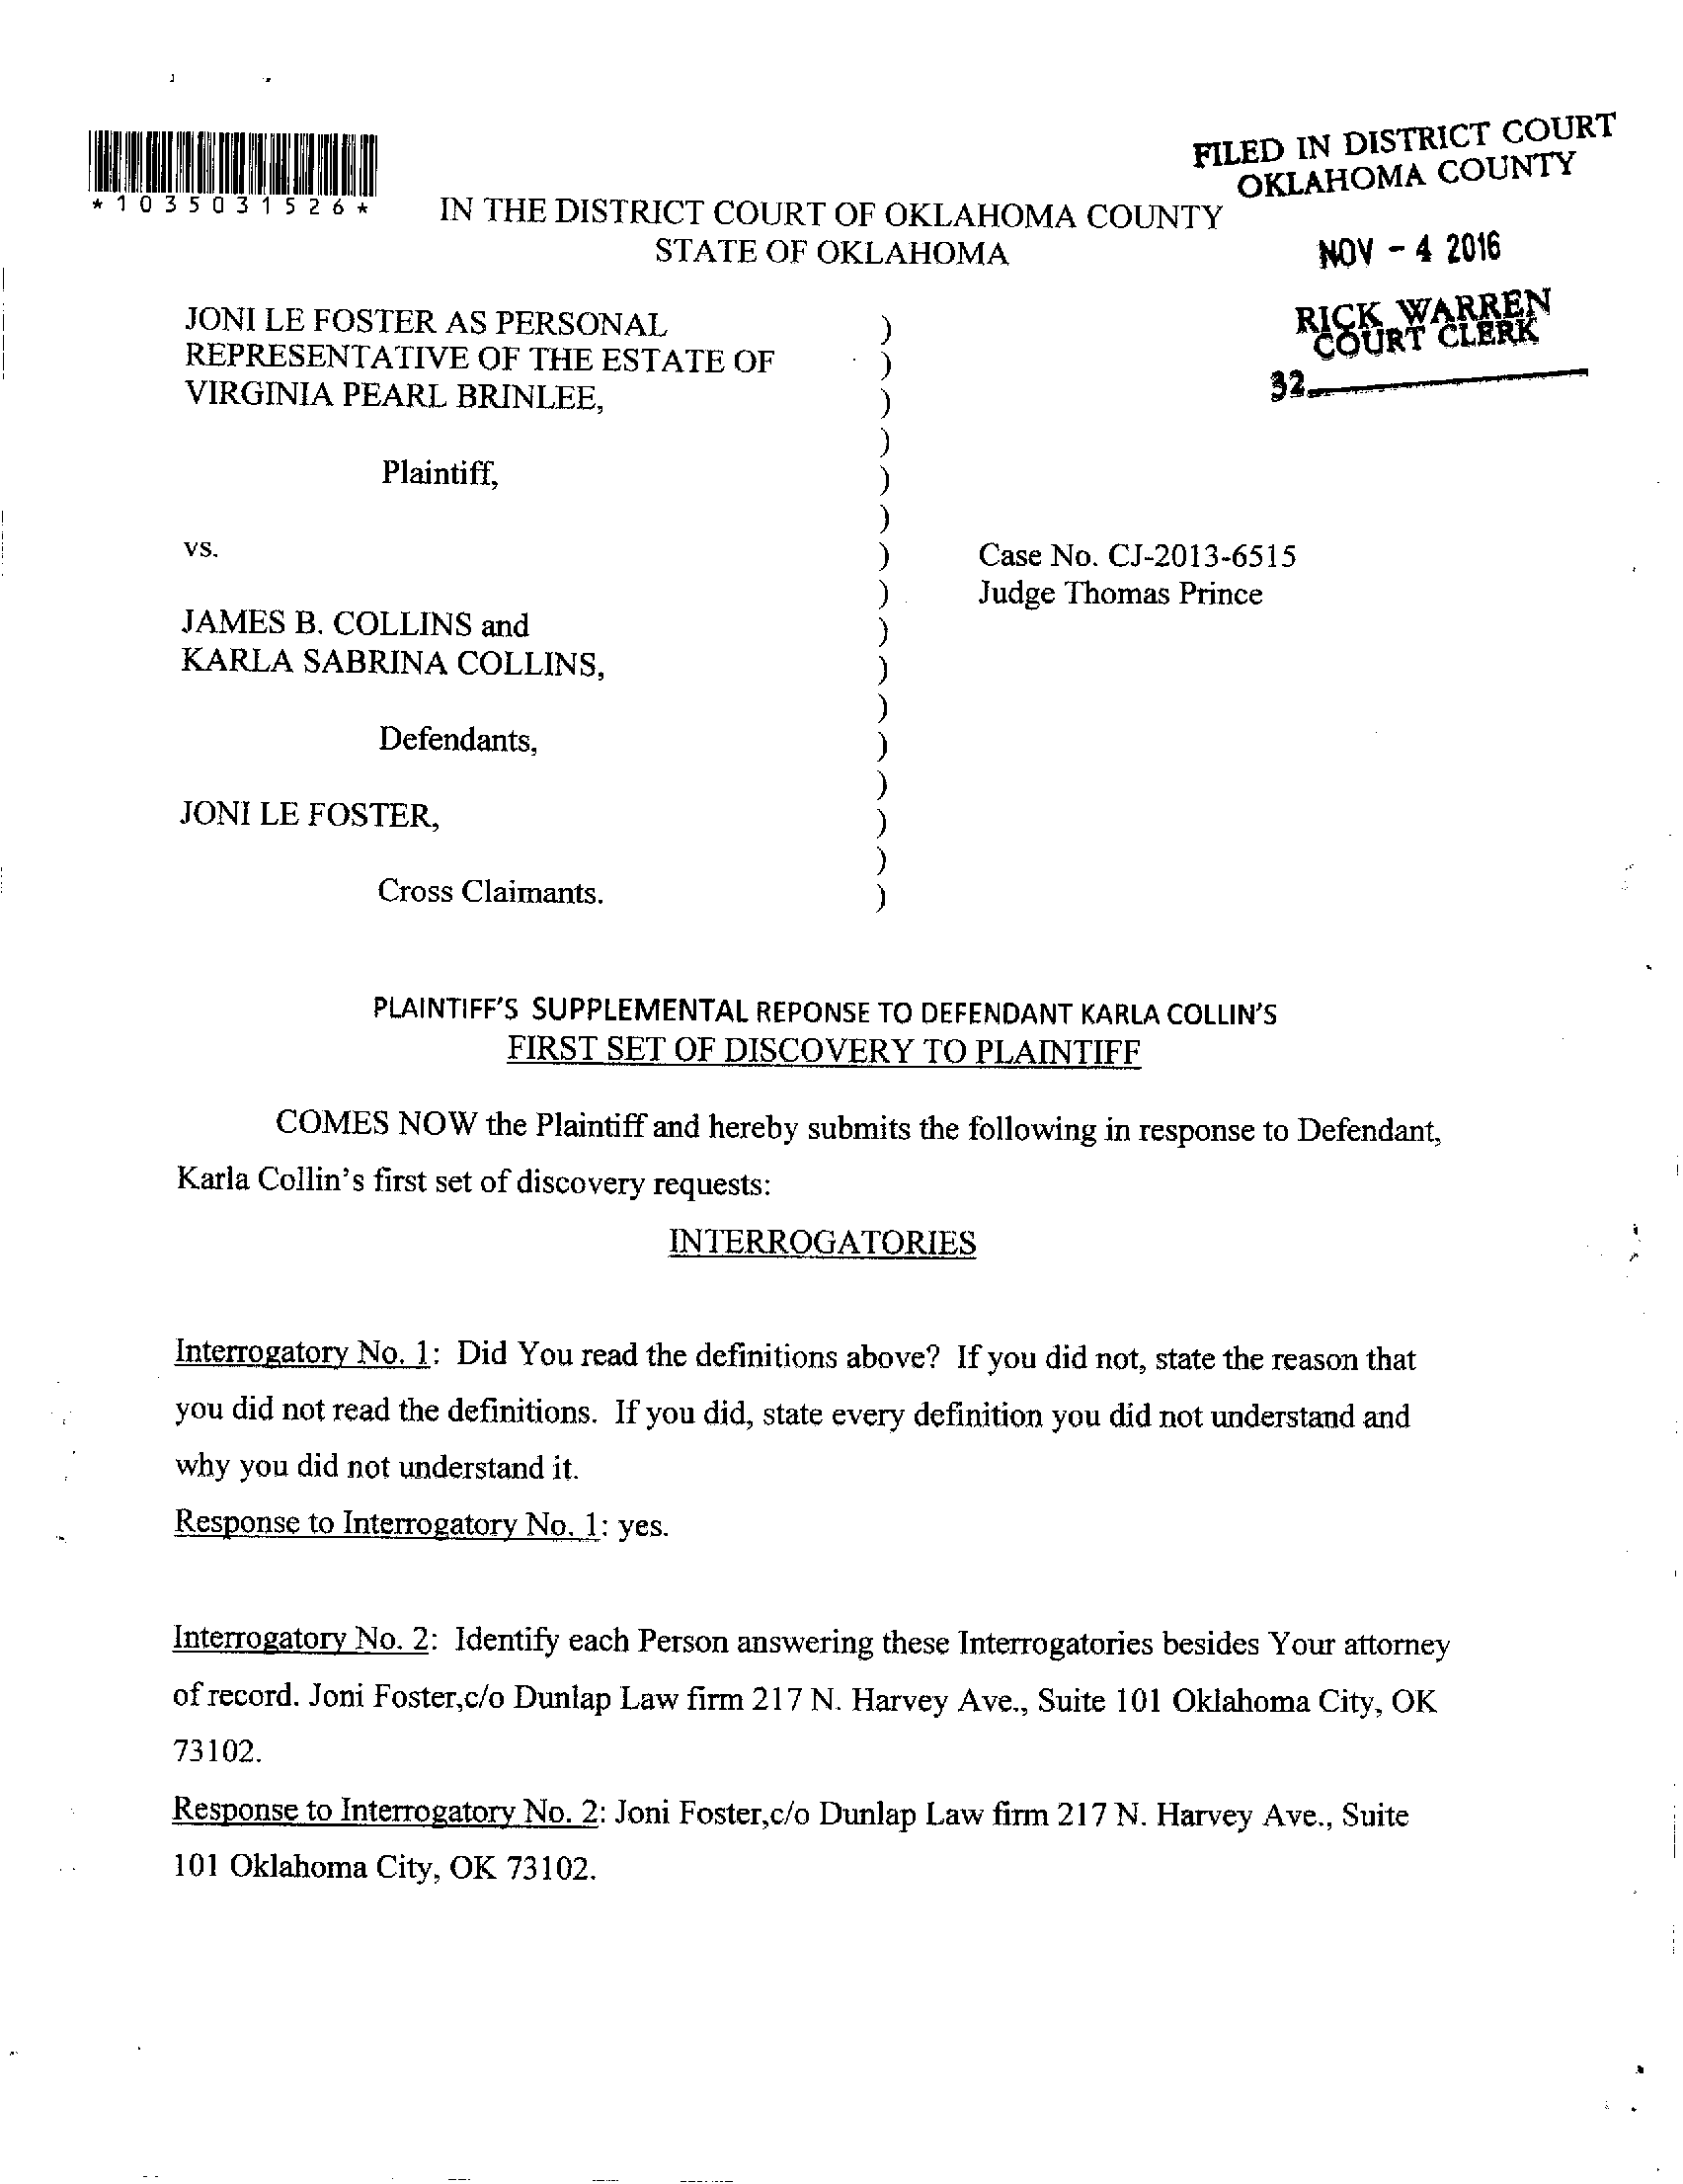 FILED IN DISTRICT COURT
OKLAHOMA COUNTY
*1035031526*
IN THE DISTRICT COURT OF OKLAHOMA COUNTY
STATE OF OKLAHOMA
NOV - 4 2016
RICK WARREN
COURT CLERK
32
JONI LE FOSTER AS PERSONAL )
REPRESENTATIVE OF THE ESTATE OF )
VIRGINIA PEARL BRINLEE, )
)
Plaintiff, )
)
vs. ) Case No. CJ-2013-6515
) Judge Thomas Prince
JAMES B. COLLINS and )
KARLA SABRINA COLLINS, )
)
Defendants, )
)
JONI LE FOSTER, )
)
Cross Claimants. )
PLAINTIFF'S SUPPLEMENTAL REPONSE TO DEFENDANT KARLA COLLIN'S
FIRST SET OF DISCOVERY TO PLAINTIFF
COMES NOW the Plaintiff and hereby submits the following in response to Defendant,
Karla Collin's first set of discovery requests:
INTERROGATORIES
Interrogatory No. 1: Did You read the definitions above? If you did not, state the reason that
you did not read the definitions. If you did, state every definition you did not understand and
why you did not understand it.
Response to Interrogatory No. 1: yes.
Interrogatory No. 2: Identify each Person answering these Interrogatories besides Your attorney
of record. Joni Foster,c/o Dunlap Law firm 217 N. Harvey Ave., Suite 101 Oklahoma City, OK
73102.
Response to Interrogatory No. 2: Joni Foster,c/o Dunlap Law firm 217 N. Harvey Ave., Suite
101 Oklahoma City, OK 73102.